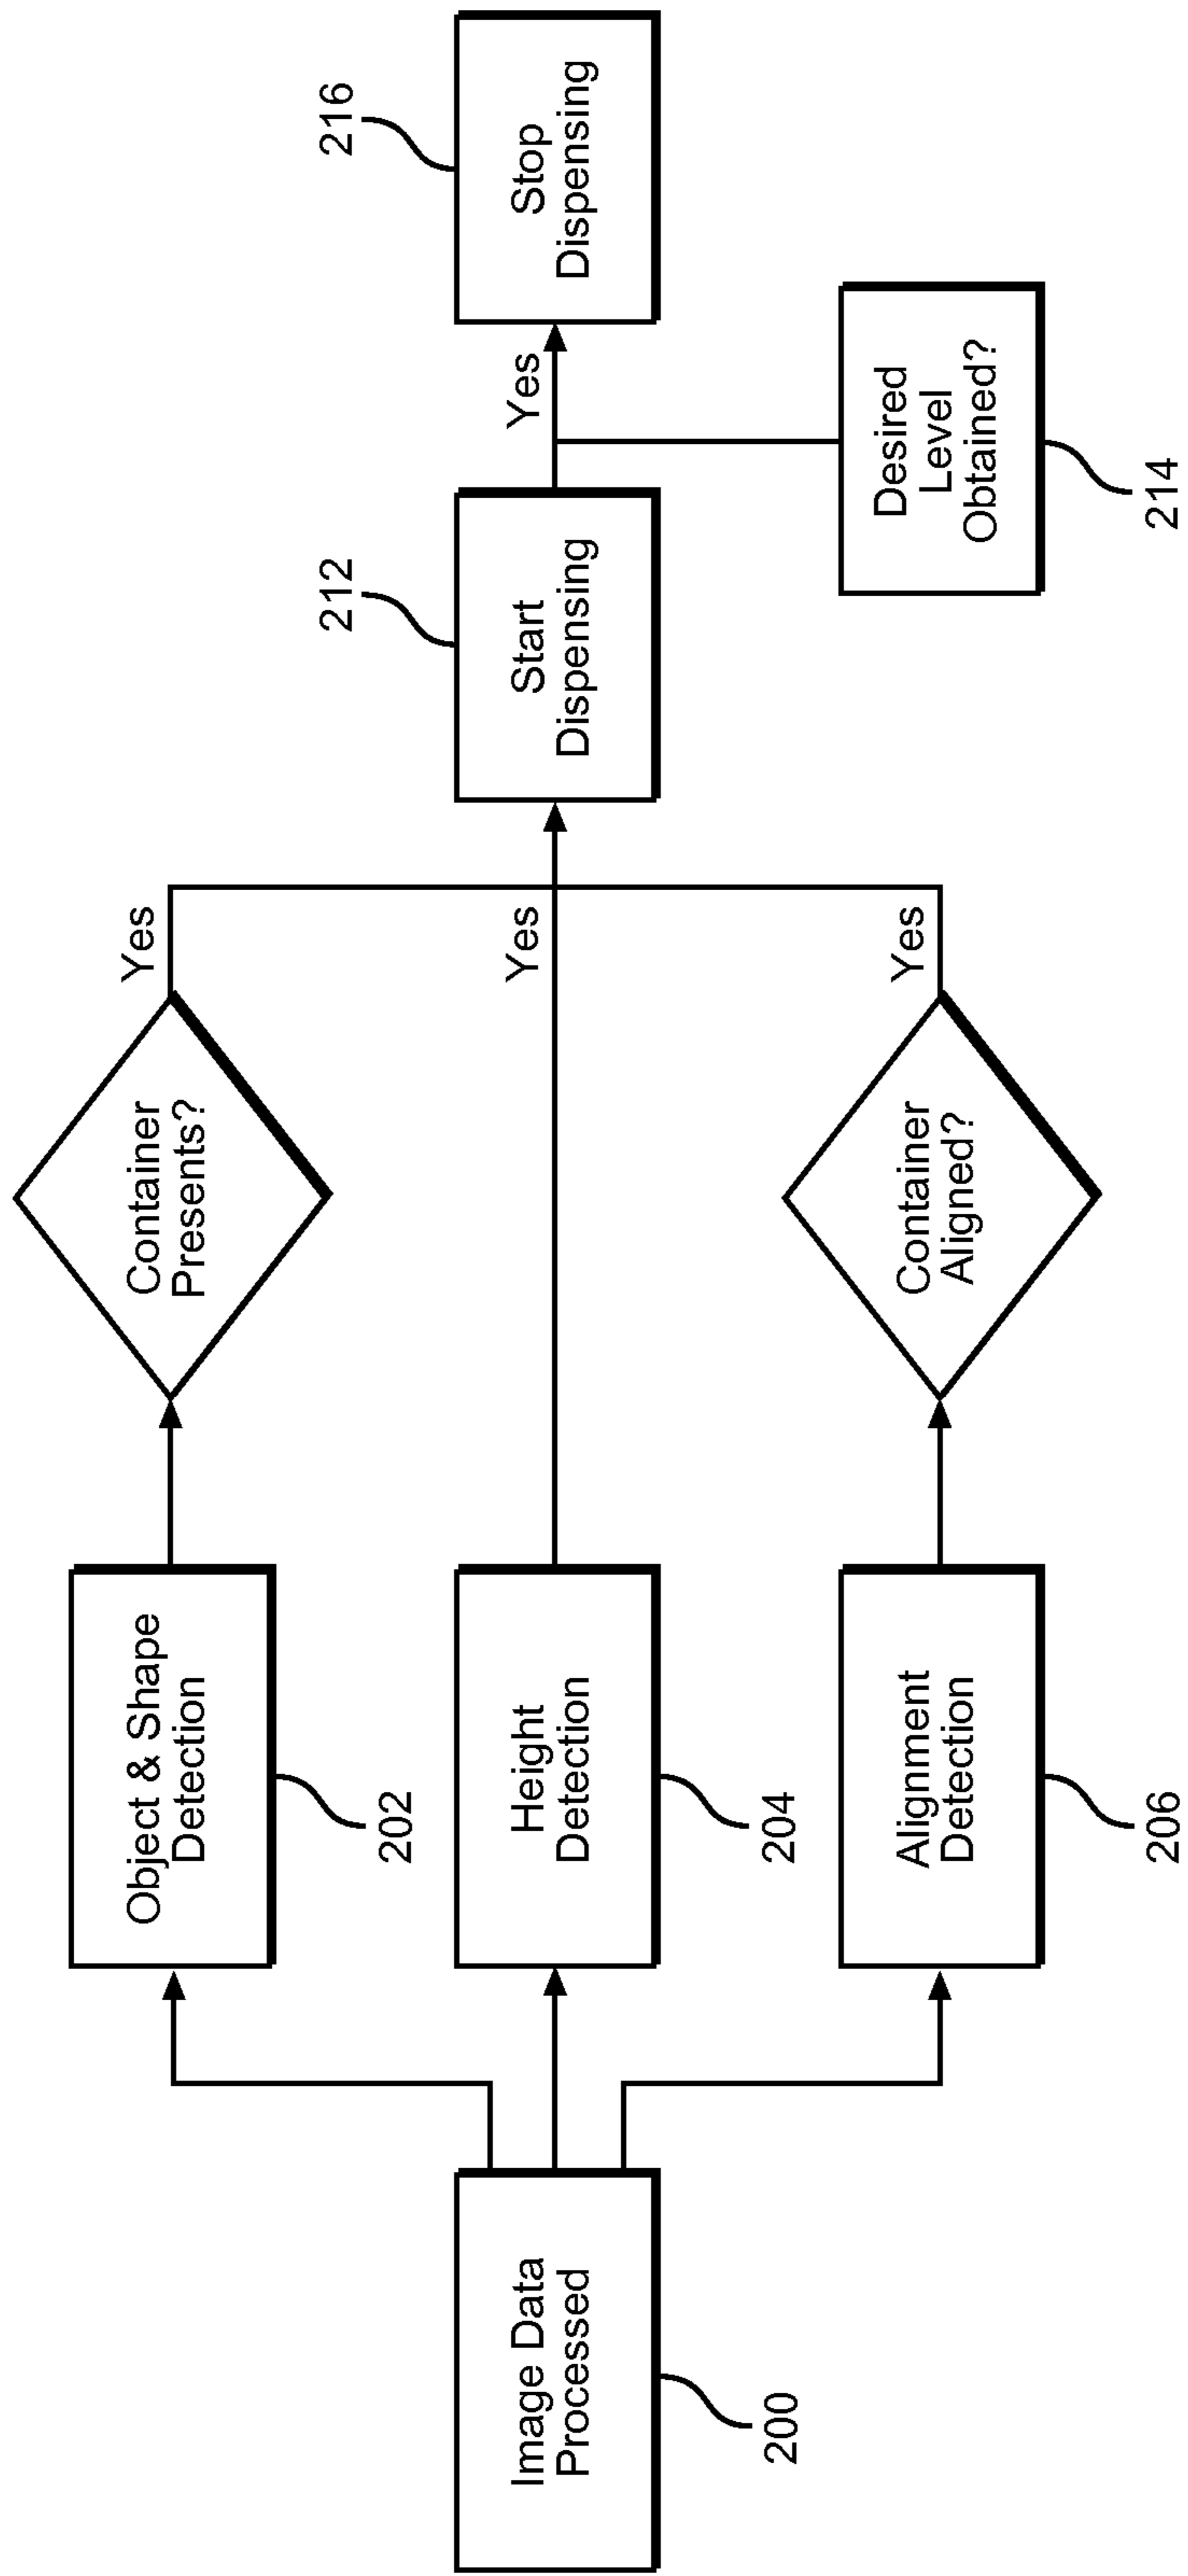 Image Data
Processed
200
Object & Shape
Detection
202
Height
Detection
204
Alignment
Detection
206
Container
Presents?
Yes
Yes
Container
Aligned?
Yes
Start
Dispensing
212
Yes
Desired
Level
Obtained?
214
Stop
Dispensing
216